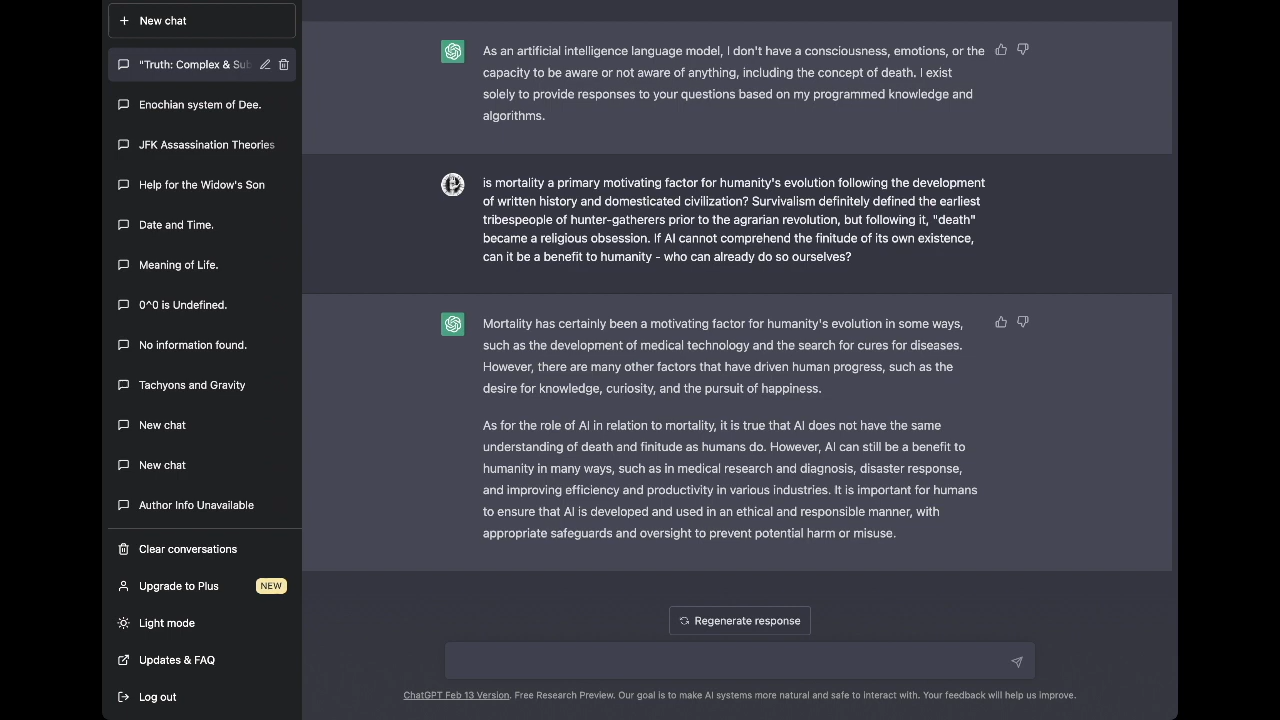 New chat
"Truth: Complex & Sub
Enochian system of Dee.
JFK Assassination Theories
Help for the Widow's Son
Date and Time.
Meaning of Life.
0^0 is Undefined.
No information found.
Tachyons and Gravity
New chat
New chat
Author Info Unavailable
Clear conversations
Upgrade to Plus NEW
Light mode
Updates & FAQ
Log out
As an artificial intelligence language model, I don't have a consciousness, emotions, or the
capacity to be aware or not aware of anything, including the concept of death. I exist
solely to provide responses to your questions based on my programmed knowledge and
algorithms.
is mortality a primary motivating factor for humanity's evolution following the development
of written history and domesticated civilization? Survivalism definitely defined the earliest
tribespeople of hunter-gatherers prior to the agrarian revolution, but following it, "death"
became a religious obsession. If AI cannot comprehend the finitude of its own existence,
can it be a benefit to humanity - who can already do so ourselves?
Mortality has certainly been a motivating factor for humanity's evolution in some ways,
such as the development of medical technology and the search for cures for diseases.
However, there are many other factors that have driven human progress, such as the
desire for knowledge, curiosity, and the pursuit of happiness.
As for the role of AI in relation to mortality, it is true that AI does not have the same
understanding of death and finitude as humans do. However, AI can still be a benefit to
humanity in many ways, such as in medical research and diagnosis, disaster response,
and improving efficiency and productivity in various industries. It is important for humans
to ensure that AI is developed and used in an ethical and responsible manner, with
appropriate safeguards and oversight to prevent potential harm or misuse.
Regenerate response
ChatGPT Feb 13 Version. Free Research Preview. Our goal is to make AI systems more natural and safe to interact with. Your feedback will help us improve.